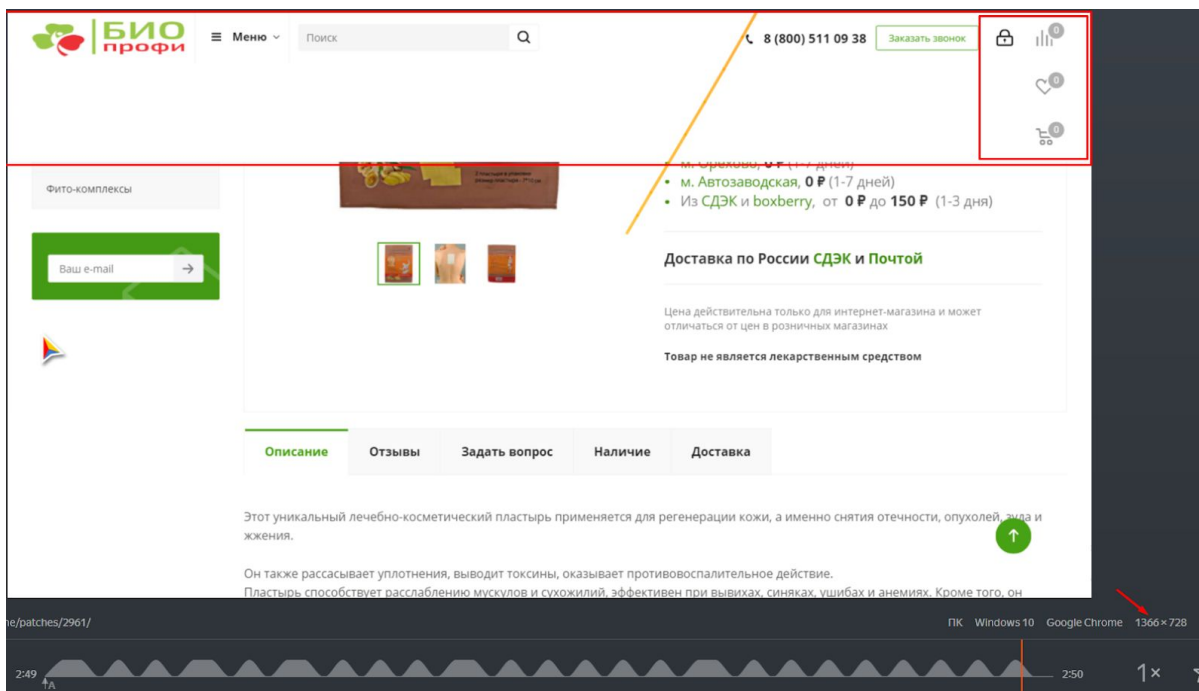 БИО
профи
Меню
Поиск
8 (800) 511 09 38
Заказать звонок
0
0
0
Фито-комплексы
Ваш e-mail
м. Орехово, 0 ₽ (1-7 дней)
м. Автозаводская, 0 ₽ (1-7 дней)
Из СДЭК и boxberry, от 0 ₽ до 150 ₽ (1-3 дня)
Доставка по России СДЭК и Почтой
Цена действительна только для интернет-магазина и может
отличаться от цен в розничных магазинах
Товар не является лекарственным средством
Описание Отзывы Задать вопрос Наличие Доставка
Этот уникальный лечебно-косметический пластырь применяется для регенерации кожи, а именно снятия отечности, опухолей, зуда и
жжения.
Он также рассасывает уплотнения, выводит токсины, оказывает противовоспалительное действие.
Пластырь способствует расслаблению мускулов и сухожилий, эффективен при вывихах, синяках, ушибах и анемиях. Кроме того, он
ne/patches/2961/
ПК Windows 10 Google Chrome 1366×728
2:49
A
2:50
1×